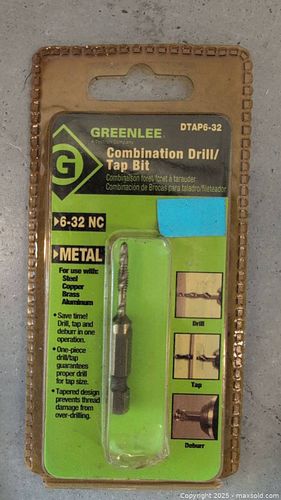 DTAP6-32
GREENLEE
A Textron Company
G
Combination Drill/
Tap Bit
Combinaison foret/foret à tarauder
Combinación de Brocas para taladro/fileteador
6-32 NC
METAL
For use with:
Steel
Copper
Brass
Aluminum
• Save time!
Drill, tap and
deburr in one
operation.
• One-piece
drill/tap
guarantees
proper drill
for tap size.
• Tapered design
prevents thread
damage from
over-drilling.
Drill
Tap
Deburr
Copyright 2025 - maxsold.com